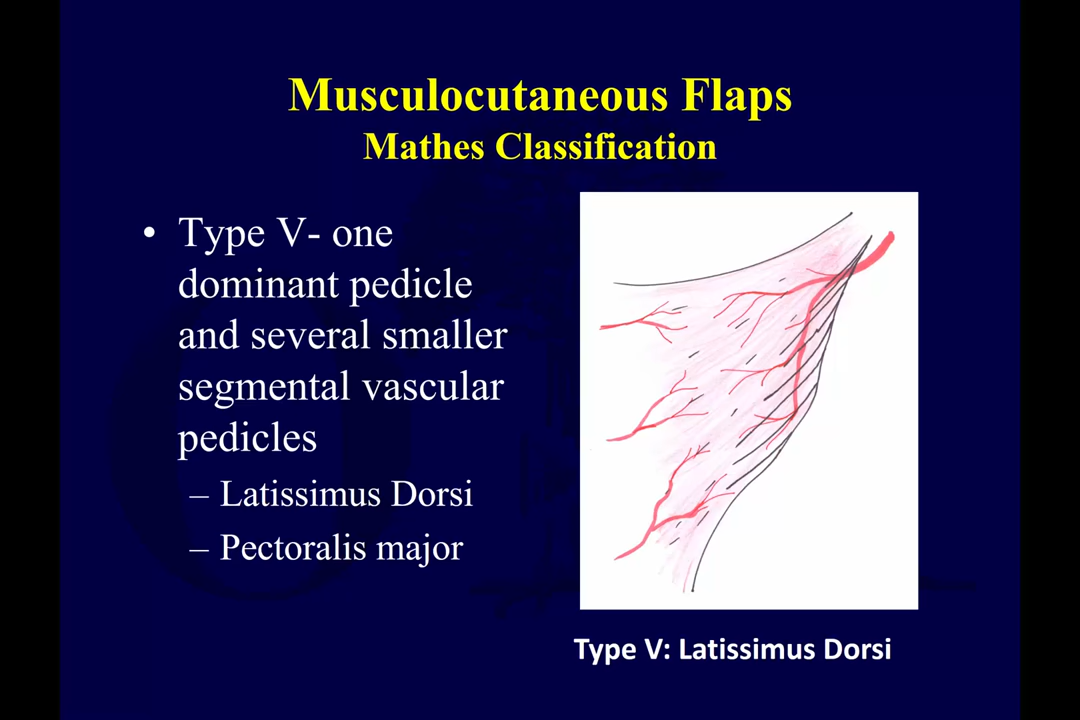 Musculocutaneous Flaps
Mathes Classification
• Type V- one
dominant pedicle
and several smaller
segmental vascular
pedicles
– Latissimus Dorsi
– Pectoralis major
Type V: Latissimus Dorsi